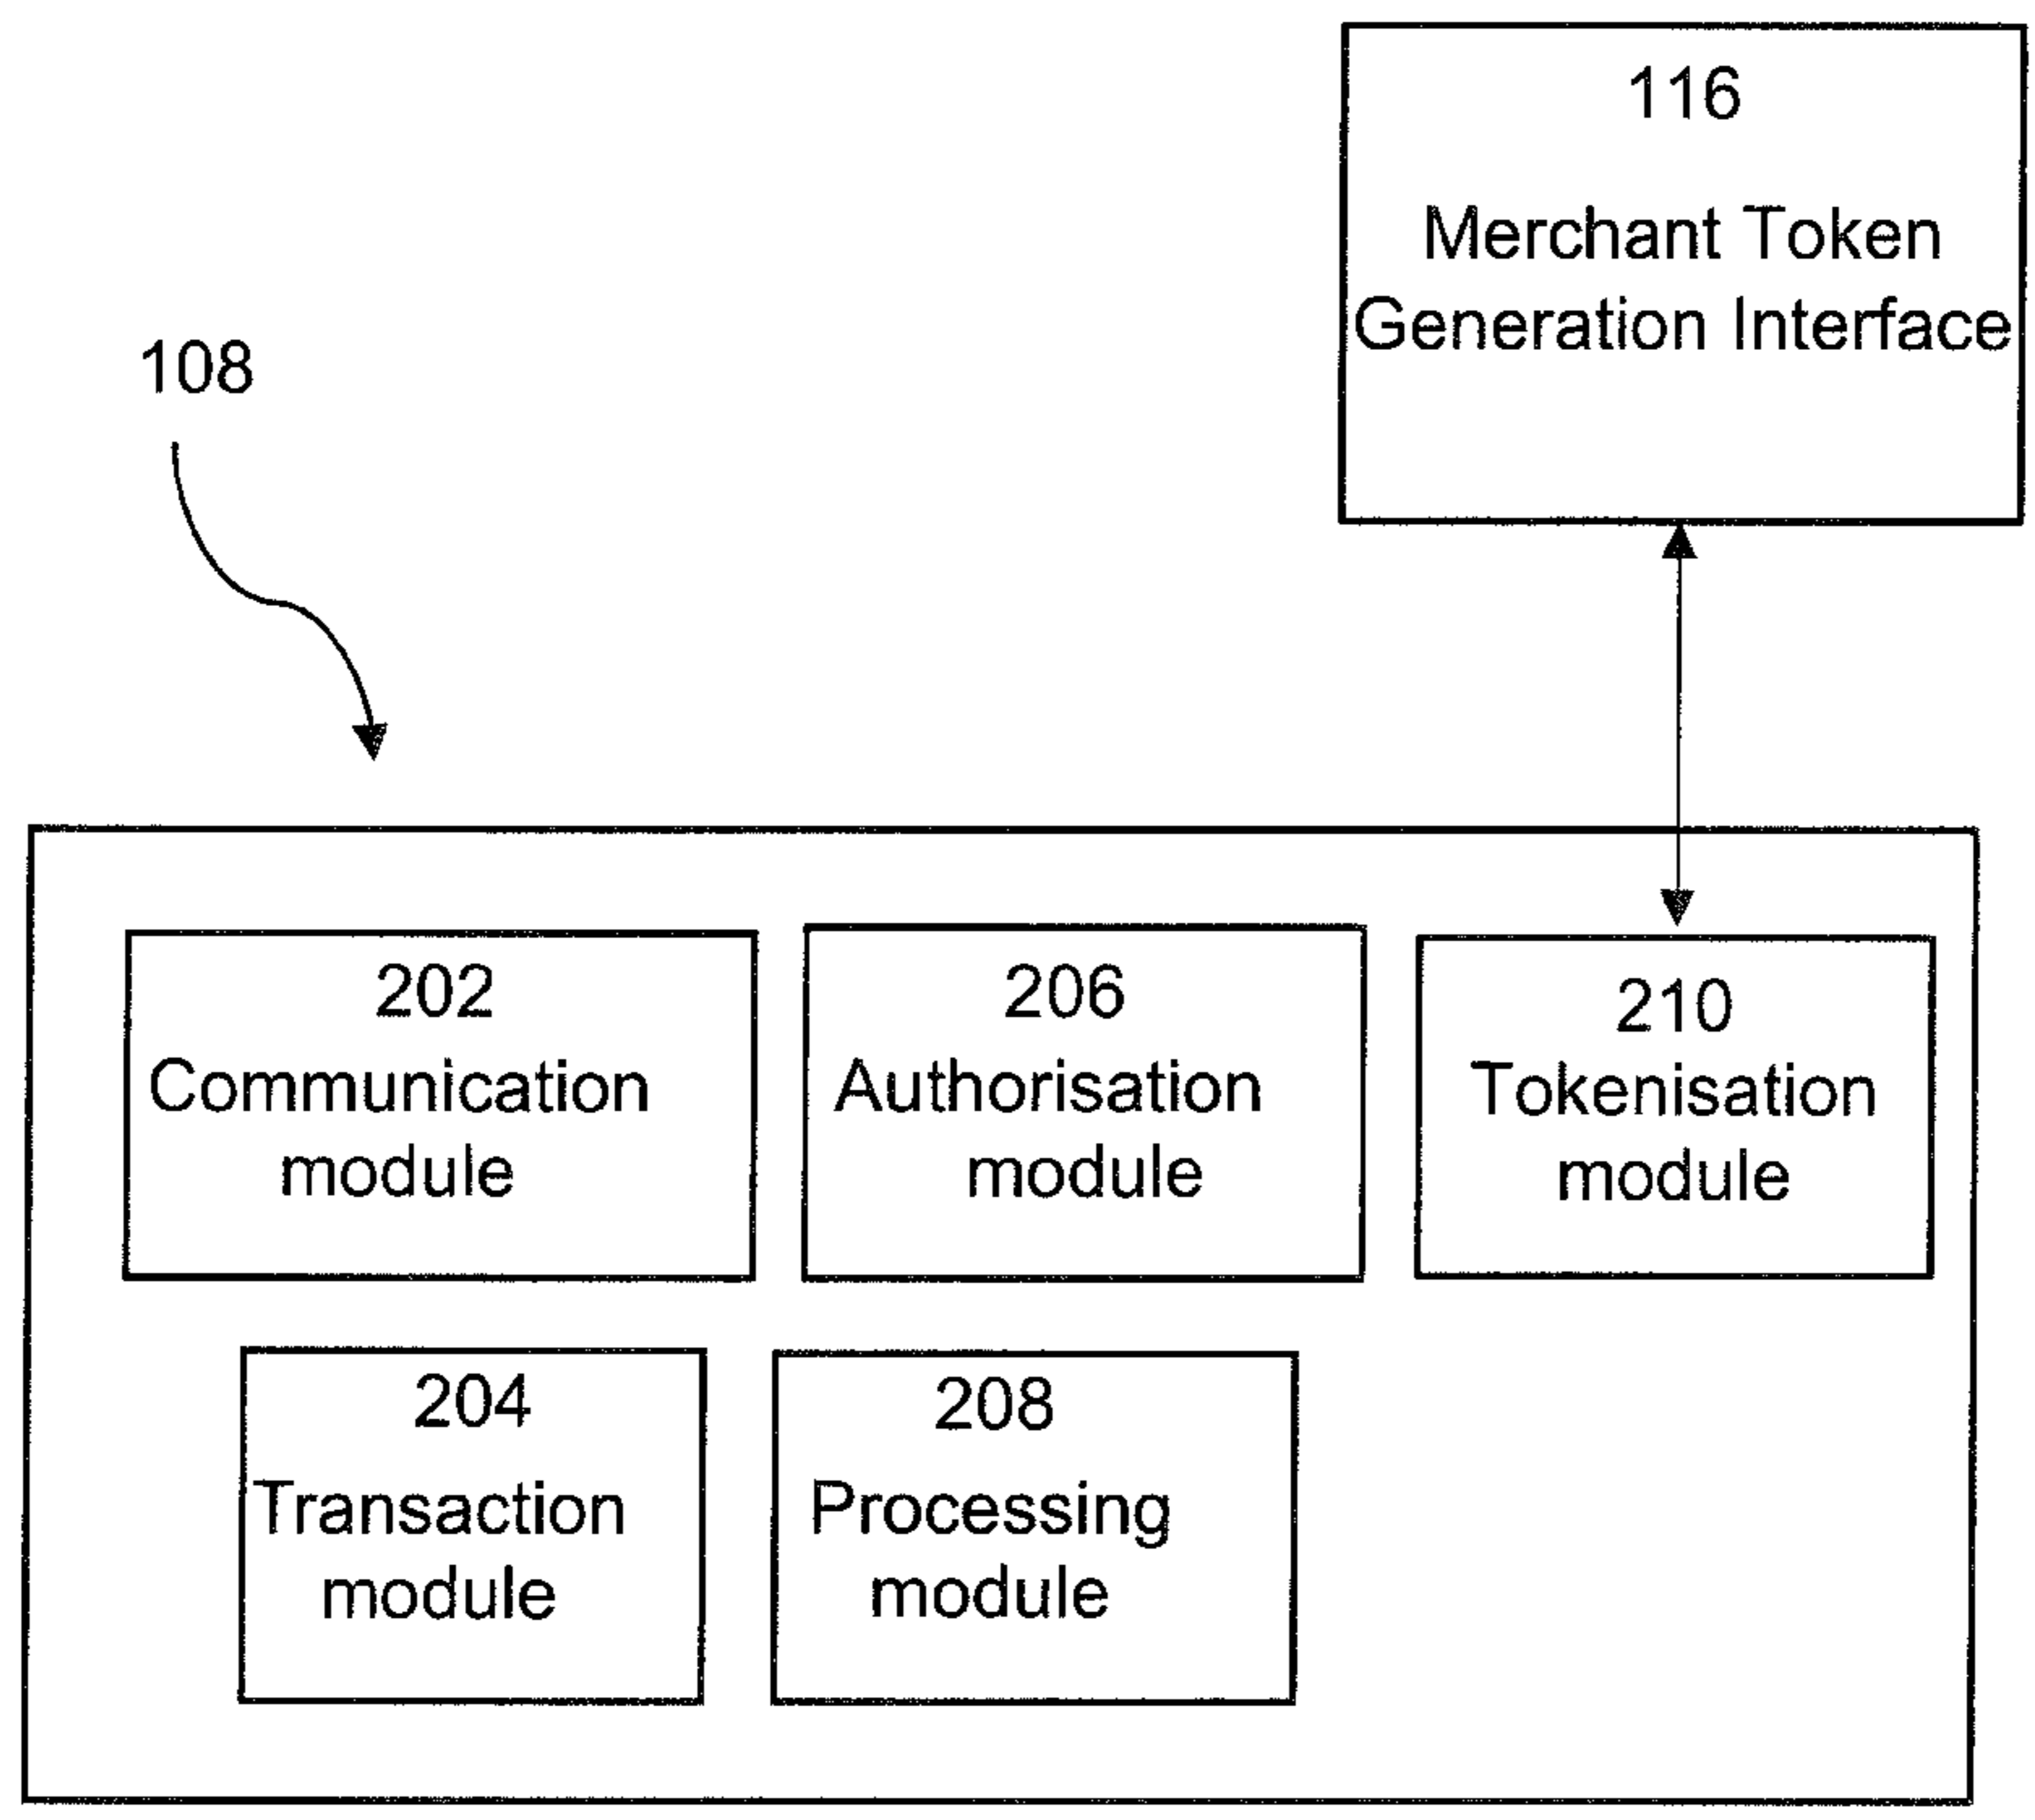 116
Merchant Token
Generation Interface
108
202
Communication
module
206
Authorisation
module
210
Tokenisation
module
204
Transaction
module
208
Processing
module